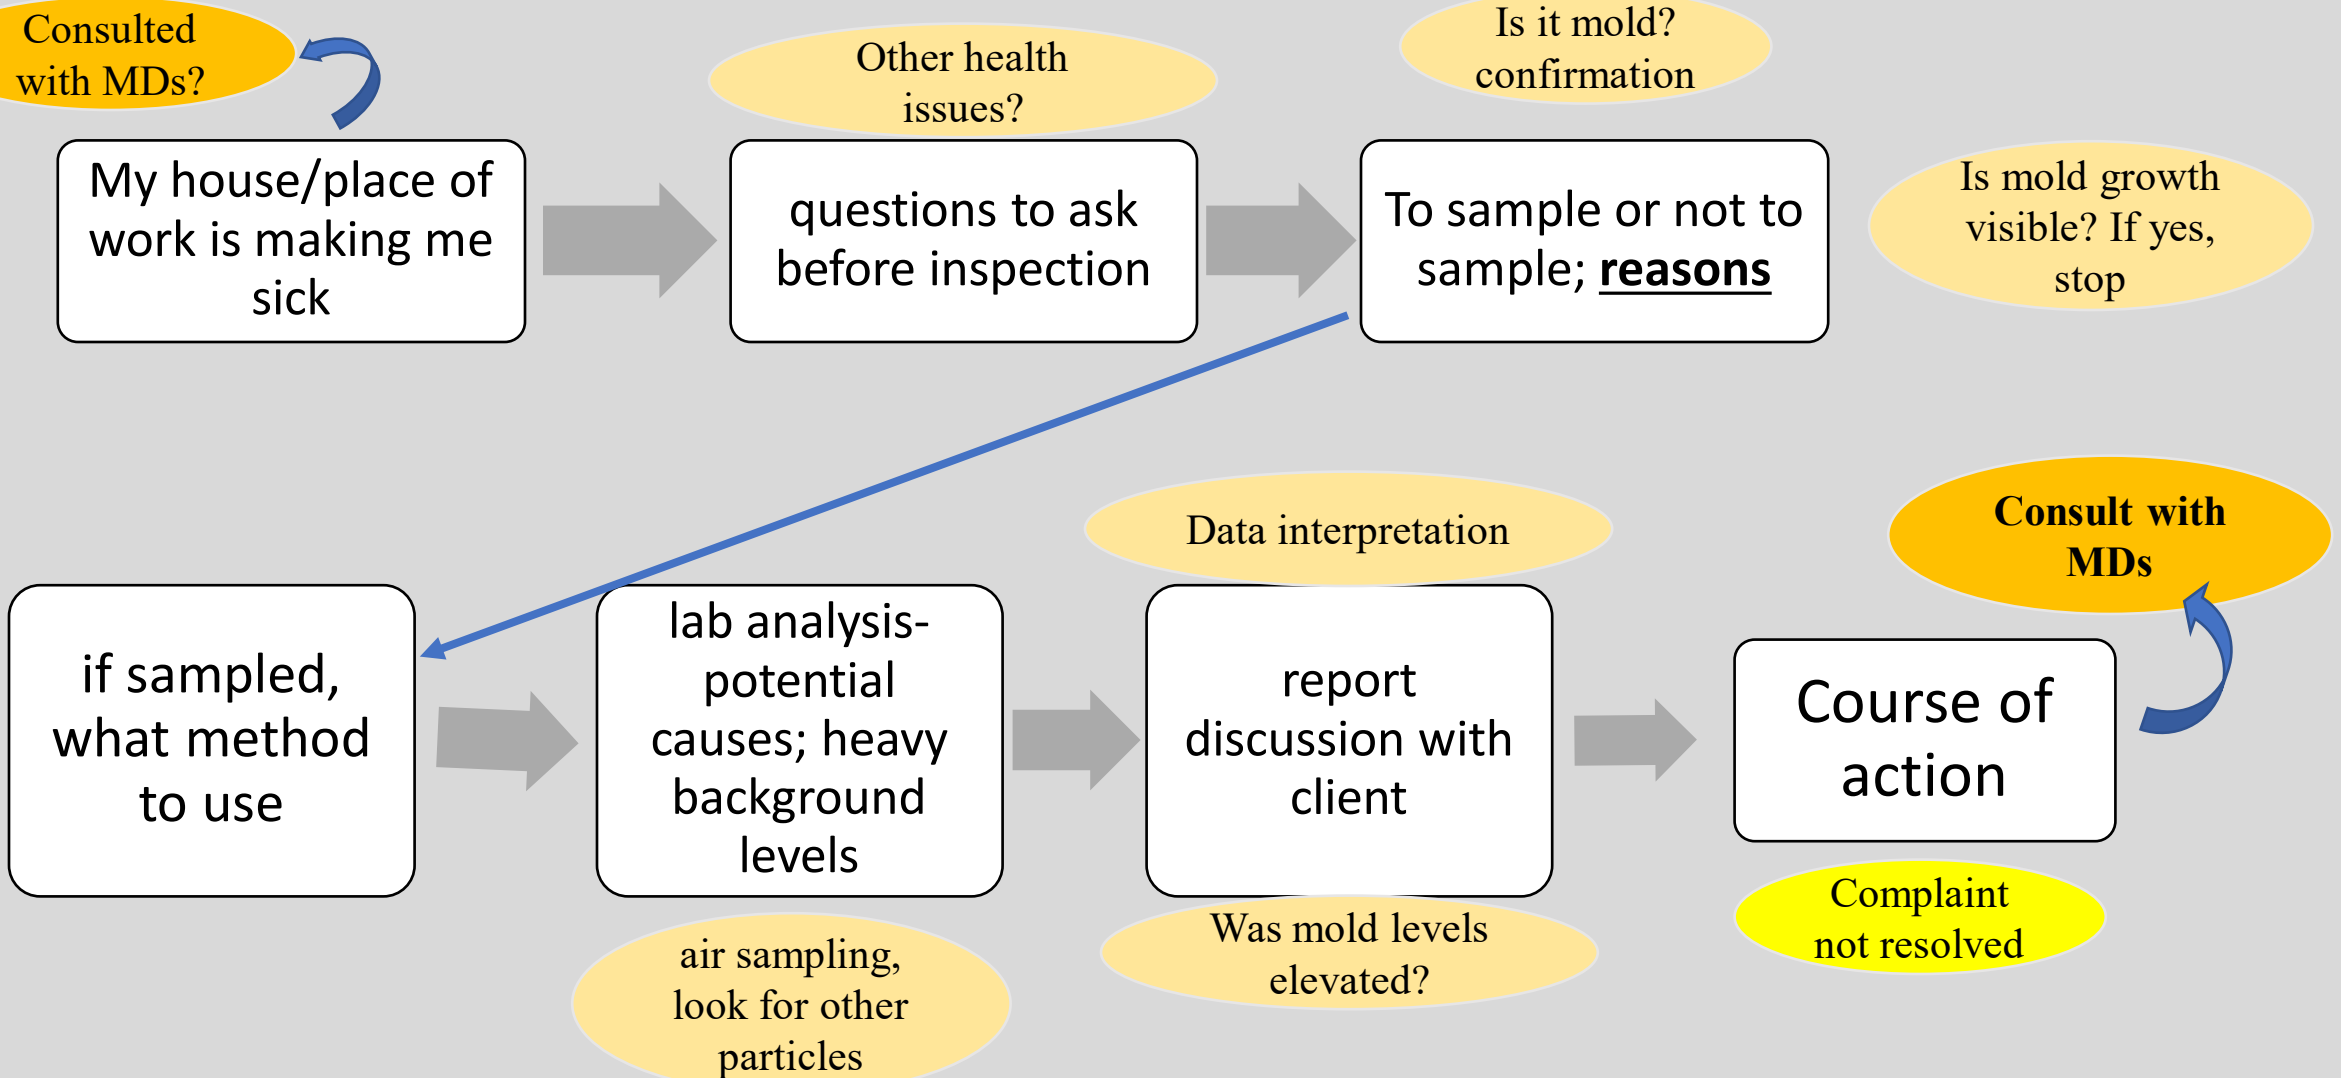 Consulted
with MDs?
Other health
issues?
Is it mold?
confirmation
My house/place of
work is making me
sick
questions to ask
before inspection
To sample or not to
sample; reasons
Is mold growth
visible? If yes,
stop
Consult with
MDs
Data interpretation
if sampled,
what method
to use
lab analysis-
potential
causes; heavy
background
levels
report
discussion with
client
Course of
action
air sampling,
look for other
particles
Was mold levels
elevated?
Complaint
not resolved